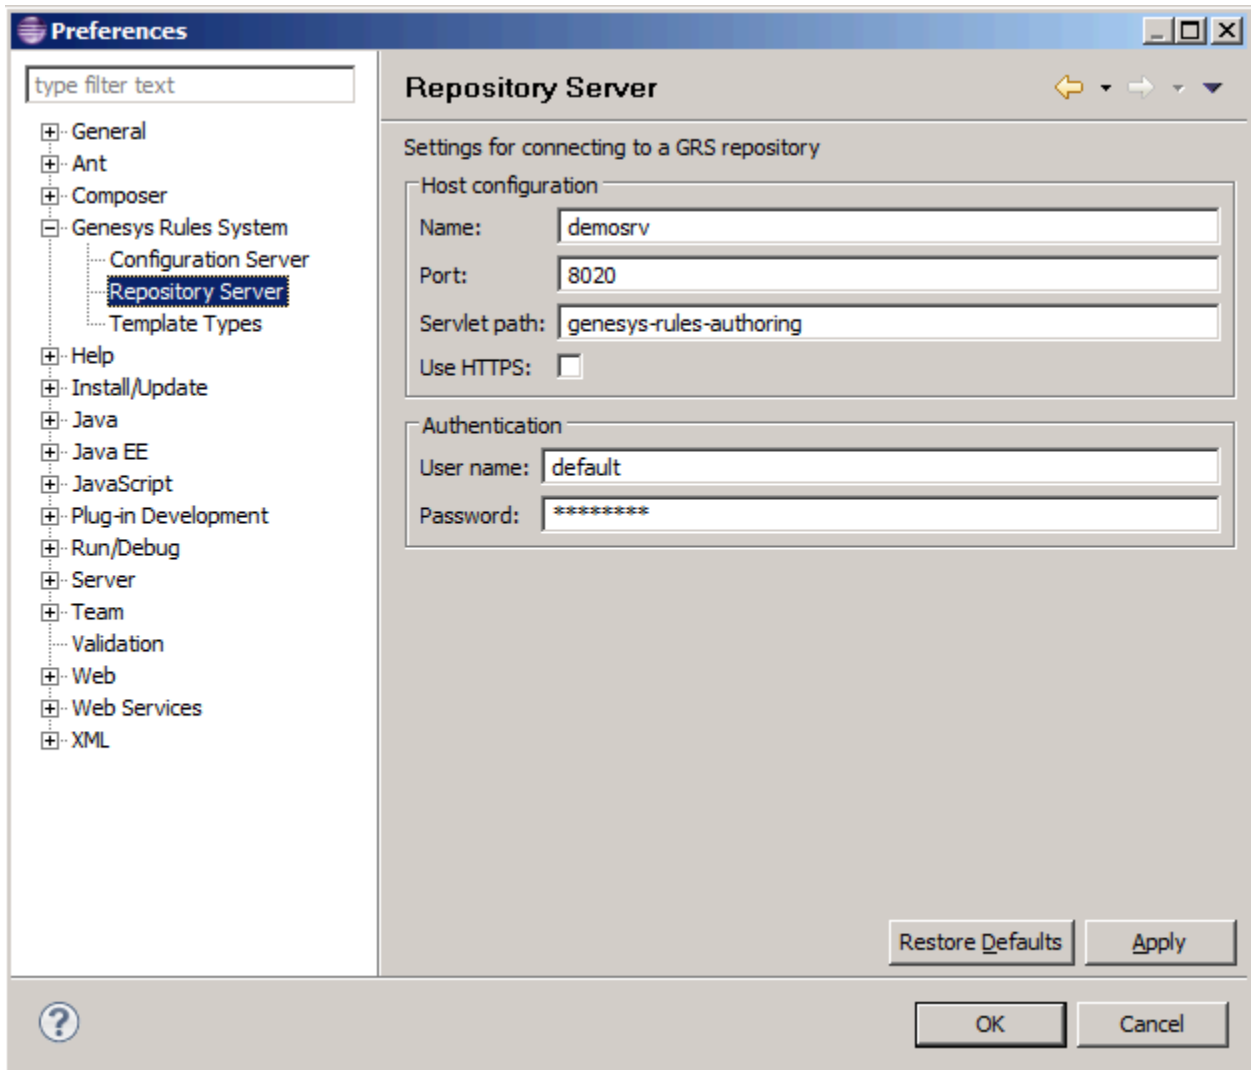 Preferences
type filter text
General
Ant
Composer
Genesys Rules System
Configuration Server
Repository Server
Template Types
Help
Install/Update
Java
Java EE
JavaScript
Plug-in Development
Run/Debug
Server
Team
Validation
Web
Web Services
XML
Repository Server
Settings for connecting to a GRS repository
Host configuration
Name: demosrv
Port: 8020
Servlet path: genesys-rules-authoring
Use HTTPS:
Authentication
User name: default
Password: ********
Restore Defaults Apply
? OK Cancel